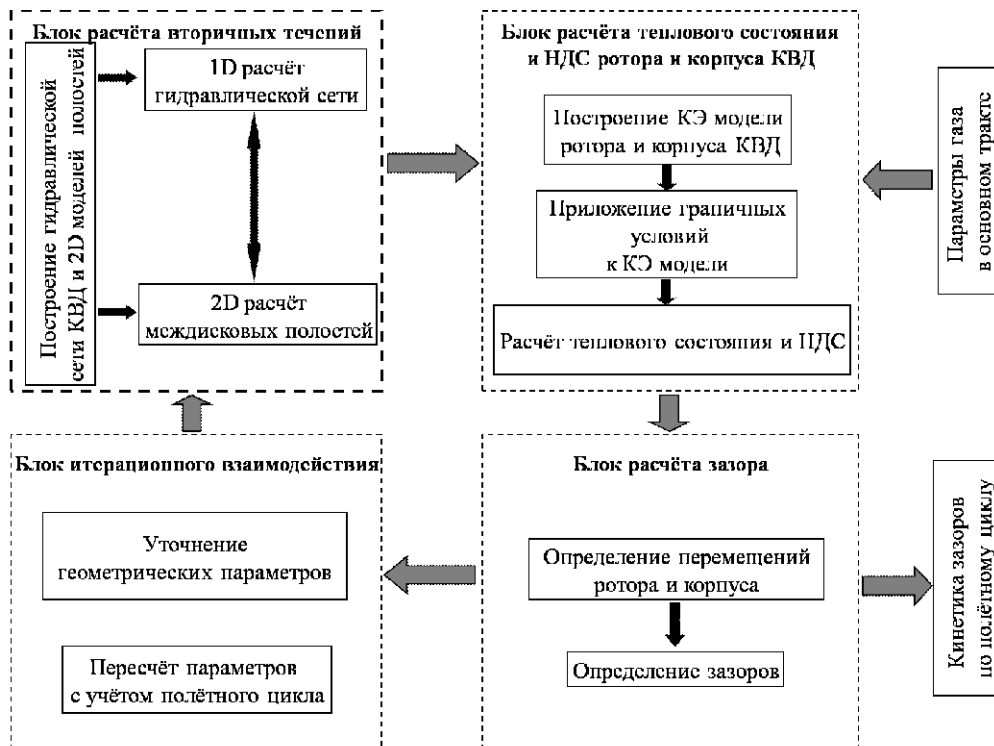 Блок расчёта вторичных течений
Построение гидравлической
сети КВД и 2D моделей полостей
1D расчёт
гидравлической сети
2D расчёт
междисковых полостей
Блок расчёта теплового состояния
и НДС ротора и корпуса КВД
Построение КЭ модели
ротора и корпуса КВД
Приложение граничных
условий
к КЭ модели
Расчёт теплового состояния и НДС
Параметры газа
в основном тракте
Блок итерационного взаимодействия
Уточнение
геометрических параметров
Пересчёт параметров
с учётом полётного цикла
Блок расчёта зазора
Определение перемещений
ротора и корпуса
Определение зазоров
Кинетика зазоров
по полётному циклу